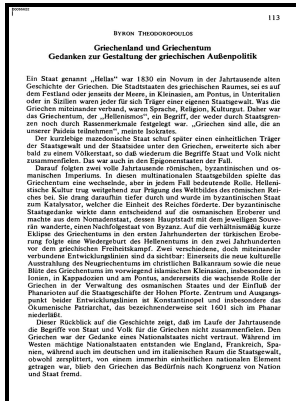 113
BYRON THEODOROPOULOS
Griechenland und Griechentum
Gedanken zur Gestaltung der griechischen Außenpolitik
Ein Staat genannt „Hellas" war 1830 ein Novum in der Jahrtausende alten
Geschichte der Griechen. Die Stadtstaaten des griechischen Raumes, sei es auf
dem Festland oder jenseits der Meere, in Kleinasien, am Pontus, in Unteritalien
oder in Sizilien waren jeder für sich Träger einer eigenen Staatsgewalt. Was die
Griechen miteinander verband, waren Sprache, Religion, Kulturgut. Daher war
das Griechentum, der „Hellenismos", ein Begriff, der weder durch Staatsgren-
zen noch durch Rassenmerkmale festgelegt war. „Griechen sind alle, die an
unserer Paideia teilnehmen", meinte Isokrates.
Der kurzlebige mazedonische Staat schuf später einen einheitlichen Träger
der Staatsgewalt und der Staatsidee unter den Griechen, erweiterte sich aber
bald zu einem Völkerstaat, so daß wiederum die Begriffe Staat und Volk nicht
zusammenfielen. Das war auch in den Epigonenstaaten der Fall.
Darauf folgten zwei volle Jahrtausende römisches, byzantinisches und os-
manisches Imperiums. In diesen multinationalen Staatsgebilden spielte das
Griechentum eine wechselnde, aber in jedem Fall bedeutende Rolle. Helleni-
stische Kultur trug weitgehend zur Prägung des Weltbildes des römischen Rei-
ches bei. Sie drang daraufhin tiefer durch und wurde im byzantinischen Staat
zum Katalysator, welcher die Einheit des Reiches förderte. Der byzantinische
Staatsgedanke wirkte dann entscheidend auf die osmanischen Eroberer und
machte aus dem Nomadenstaat, dessen Hauptstadt mit dem jeweiligen Souve-
rän wanderte, einen Nachfolgestaat von Byzanz. Auf die verhältnismäßig kurze
Eklipse des Griechentums in den ersten Jahrhunderten der türkischen Erobe-
rung folgte eine Wiedergeburt des Hellenentums in den zwei Jahrhunderten
vor dem griechischen Freiheitskampf. Zwei verschiedene, doch miteinander
verbundene Entwicklungslinien sind da sichtbar: Einerseits die neue kulturelle
Ausstrahlung des Neugriechentums im christlichen Balkanraum sowie die neue
Blüte des Griechentums im vorwiegend islamischen Kleinasien, insbesondere in
Ionien, in Kappadozien und am Pontus, andererseits die wachsende Rolle der
Griechen in der Verwaltung des osmanischen Staates und der Einfluß der
Phanarioten auf die Staatsgeschäfte der Hohen Pforte. Zentrum und Ausgangs-
punkt beider Entwicklungslinien ist Konstantinopel und insbesondere das
Ökumenische Patriarchat, das bezeichnenderweise seit 1601 sich im Phanar
niederläßt.
Dieser Rückblick auf die Geschichte zeigt, daß im Laufe der Jahrtausende
die Begriffe von Staat und Volk für die Griechen nicht zusammenfielen. Den
Griechen war der Gedanke eines Nationalstaates nicht vertraut. Während im
Westen mächtige Nationalstaaten entstanden wie England, Frankreich, Spa-
nien, während auch im deutschen und im italienischen Raum die Staatsgewalt,
obwohl zersplittert, von einem immerhin einheitlichen nationalen Element
getragen war, blieb den Griechen das Bedürfnis nach Kongruenz von Nation
und Staat fremd.